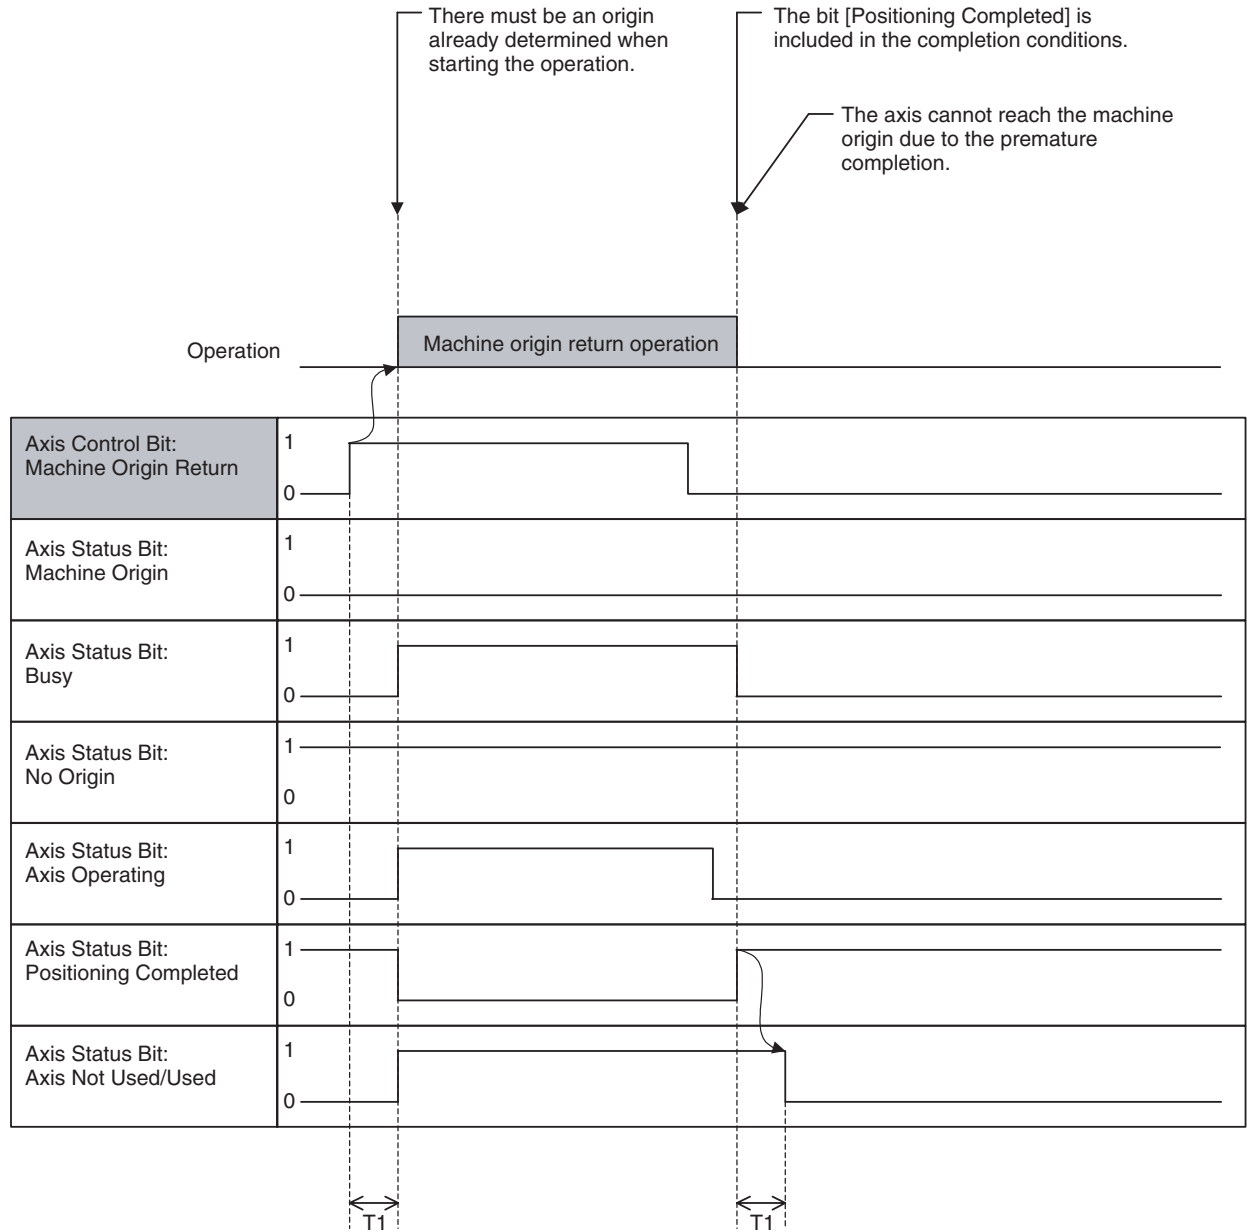 There must be an origin
already determined when
starting the operation.
The bit [Positioning Completed] is
included in the completion conditions.
The axis cannot reach the machine
origin due to the premature
completion.
Operation
Machine origin return operation
Axis Control Bit:
Machine Origin Return
1
0
Axis Status Bit:
Machine Origin
1
0
Axis Status Bit:
Busy
1
0
Axis Status Bit:
No Origin
1
0
Axis Status Bit:
Axis Operating
1
0
Axis Status Bit:
Positioning Completed
1
0
Axis Status Bit:
Axis Not Used/Used
1
0
T1
T1